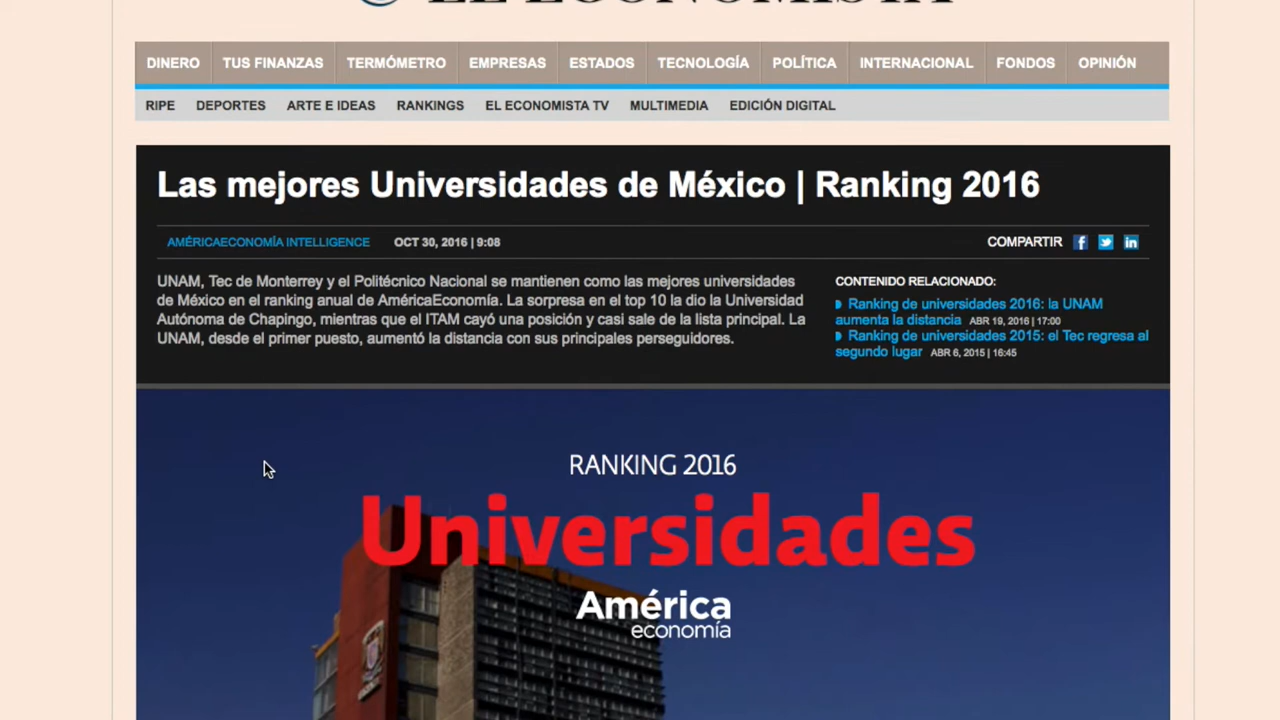 EL ECONOMISTA
DINERO TUS FINANZAS TERMÓMETRO EMPRESAS ESTADOS TECNOLOGÍA POLÍTICA INTERNACIONAL FONDOS OPINIÓN
RIPE DEPORTES ARTE E IDEAS RANKINGS EL ECONOMISTA TV MULTIMEDIA EDICIÓN DIGITAL
Las mejores Universidades de México | Ranking 2016
AMÉRICAECONOMÍA INTELLIGENCE OCT 30, 2016 | 9:08
COMPARTIR
UNAM, Tec de Monterrey y el Politécnico Nacional se mantienen como las mejores universidades
de México en el ranking anual de AméricaEconomía. La sorpresa en el top 10 la dio la Universidad
Autónoma de Chapingo, mientras que el ITAM cayó una posición y casi sale de la lista principal. La
UNAM, desde el primer puesto, aumentó la distancia con sus principales perseguidores.
CONTENIDO RELACIONADO:
Ranking de universidades 2016: la UNAM
aumenta la distancia ABR 19, 2016 | 17:00
Ranking de universidades 2015: el Tec regresa al
segundo lugar ABR 6, 2015 | 16:45
RANKING 2016
Universidades
América
economía